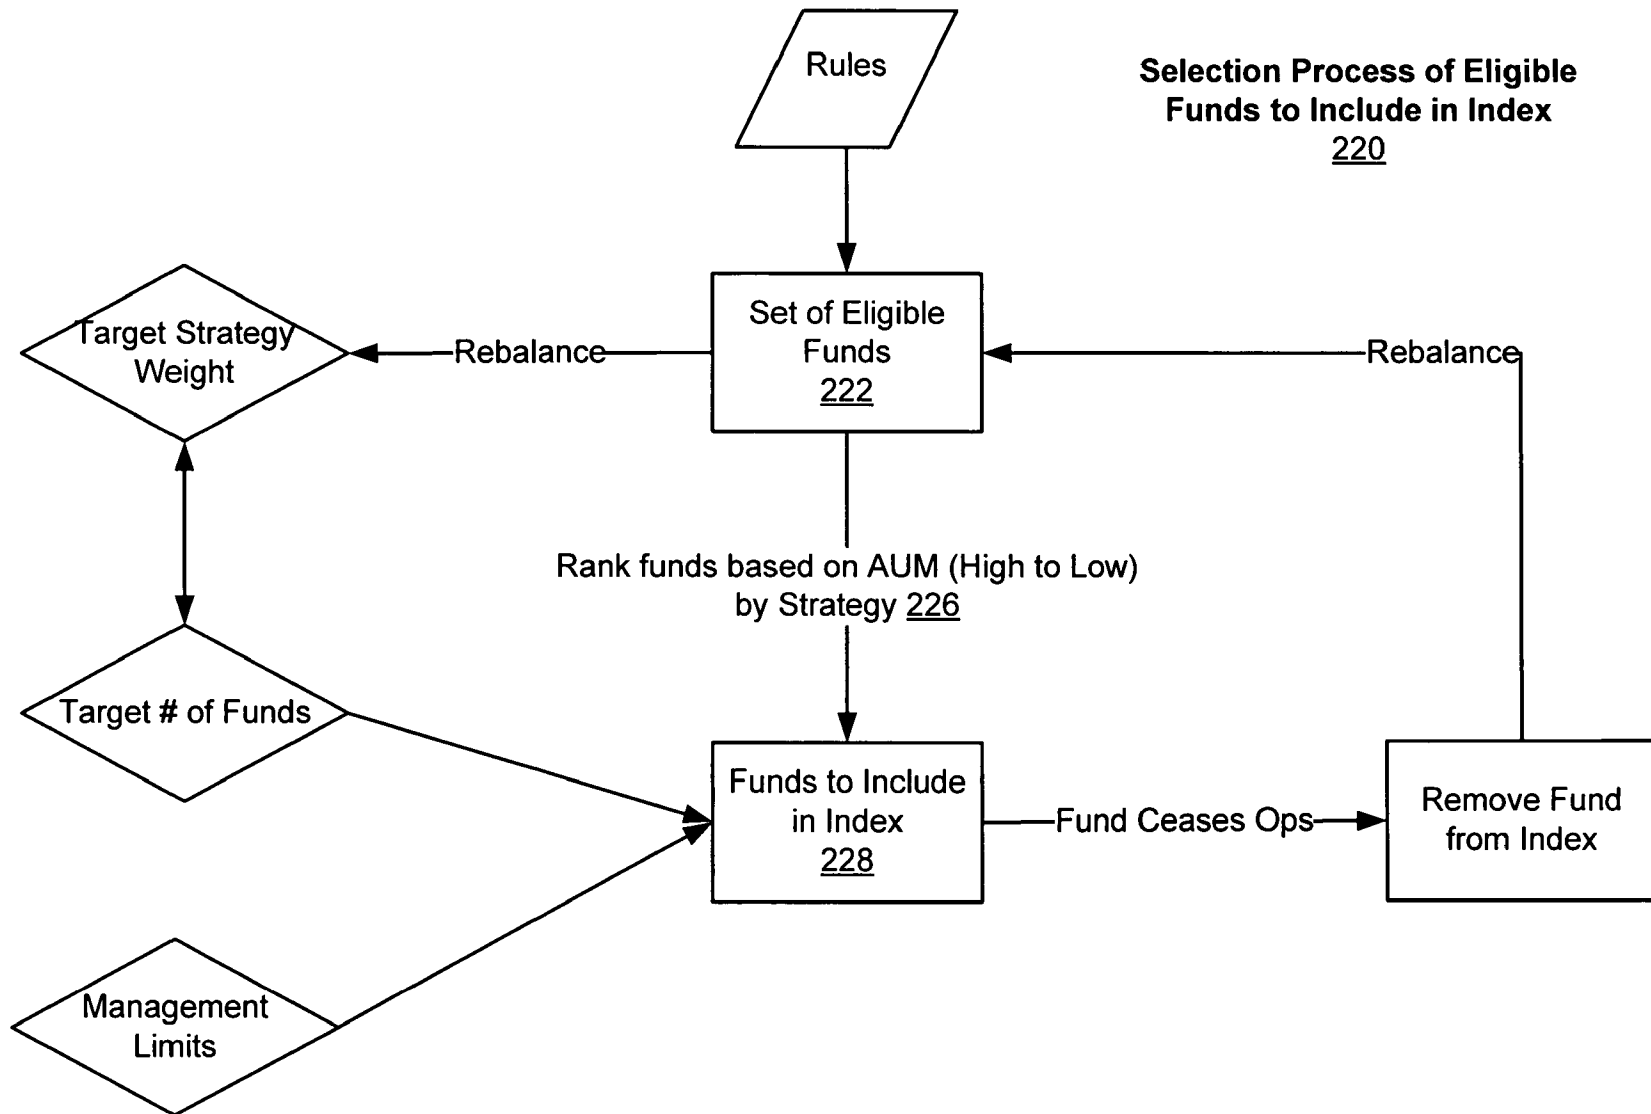 Rules
Selection Process of Eligible
Funds to Include in Index
220
Set of Eligible
Funds
222
Target Strategy
Weight
Rebalance
Rebalance
Rank funds based on AUM (High to Low)
by Strategy 226
Target # of Funds
Funds to Include
in Index
228
Fund Ceases Ops
Remove Fund
from Index
Management
Limits